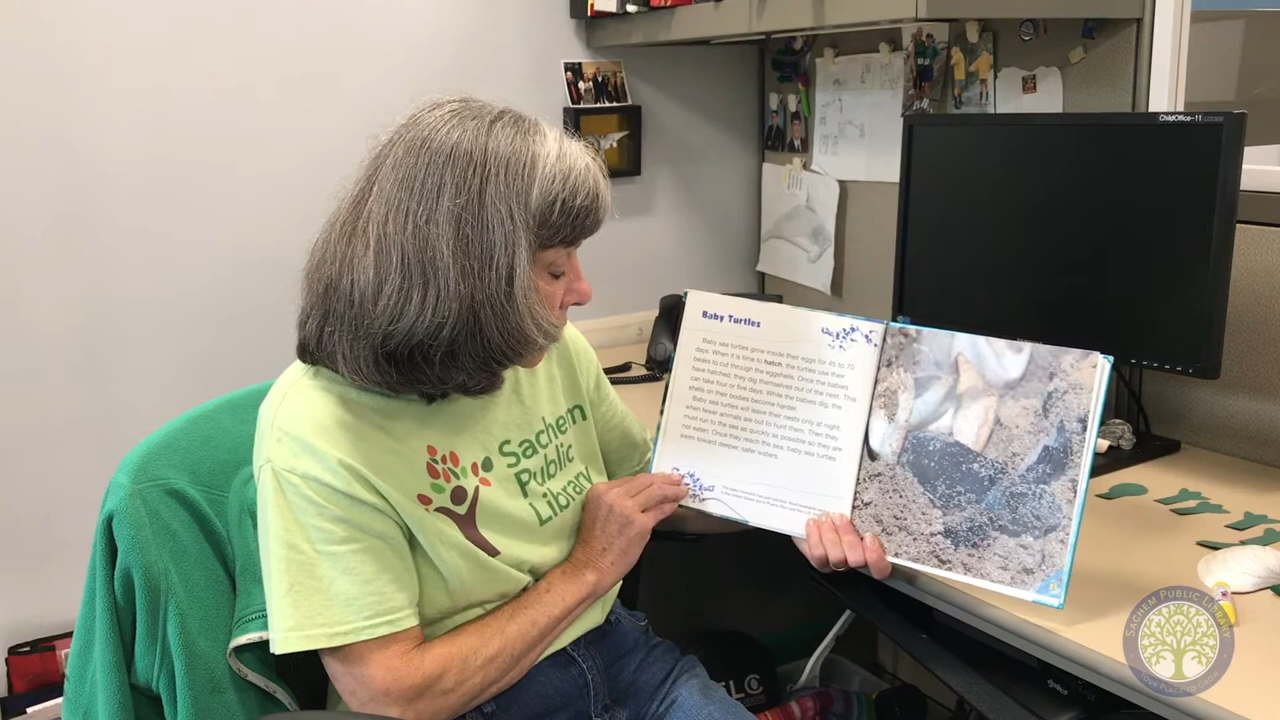 ChildOffice-11
Baby Turtles
Baby sea turtles grow inside their eggs for 45 to 70
days. When it is time to hatch, the turtles use their
beaks to cut through the eggshells. Once the babies
have hatched, they dig themselves out of the nest. This
can take four or five days. While the babies dig, the
shells on their bodies become harder.
Baby sea turtles will leave their nests only at night,
when fewer animals are out to hunt them. Then they
must run to the sea as quickly as possible so they are
not eaten. Once they reach the sea, baby sea turtles
swim toward deeper, safer waters.
Sachem
Public
Library
SACHEM PUBLIC LIBRARY
YOUR PLACE TO GROW